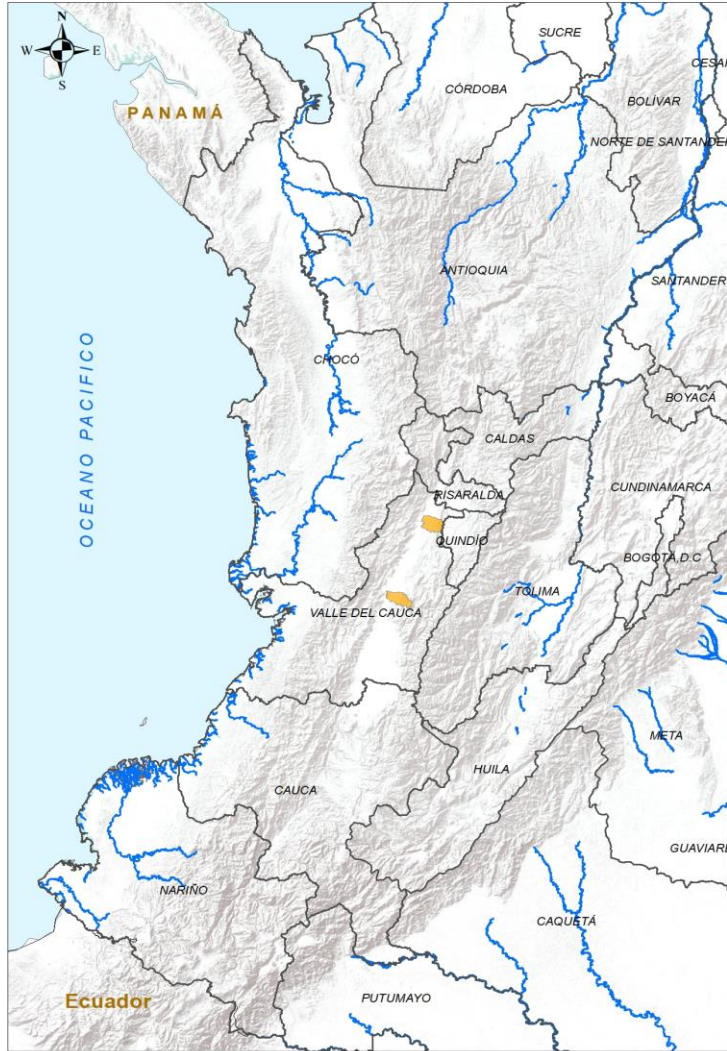 N
W
E
S
SUCRE
CESAR
CÓRDOBA
BOLÍVAR
PANAMÁ
NORTE DE SANTANDER
ANTIOQUIA
SANTANDER
OCEANO PACIFICO
CHOCÓ
BOYACÁ
CALDAS
CUNDINAMARCA
RISARALDA
QUINDÍO
BOGOTÁ, D.C
TOLIMA
VALLE DEL CAUCA
META
HUILA
CAUCA
GUAVIARE
NARIÑO
CAQUETÁ
Ecuador
PUTUMAYO